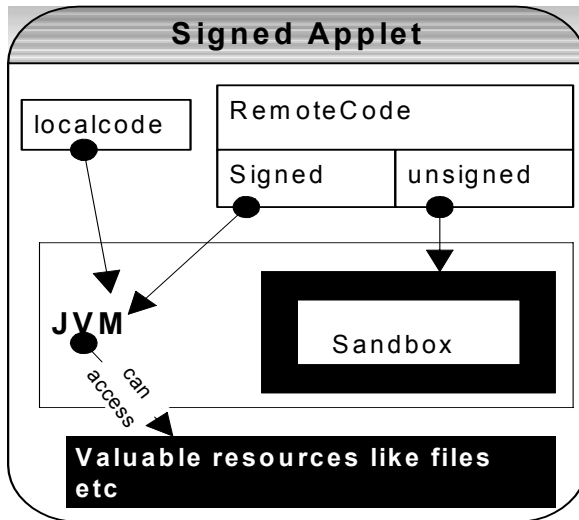 Signed Applet
localcode
RemoteCode
Signed
unsigned
JVM
Sandbox
can
access
Valuable resources like files
etc